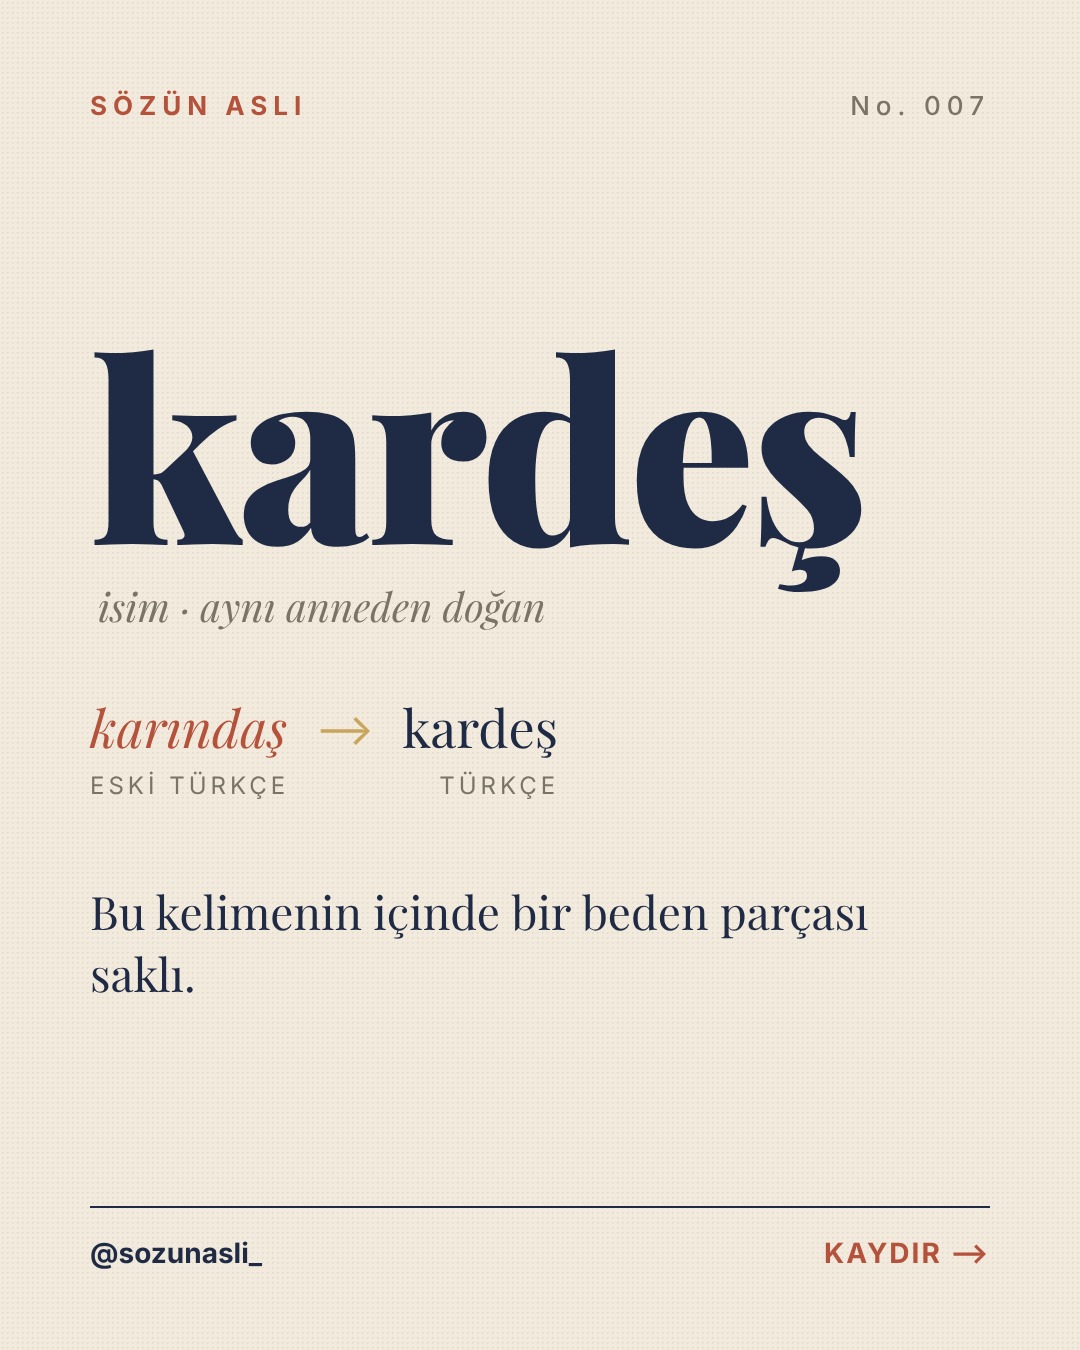 SÖZÜN ASLI
No. 007
kardeş
isim · aynı anneden doğan
karındaş → kardeş
ESKİ TÜRKÇE TÜRKÇE
Bu kelimenin içinde bir beden parçası
saklı.
@sozunasli_
KAYDIR →